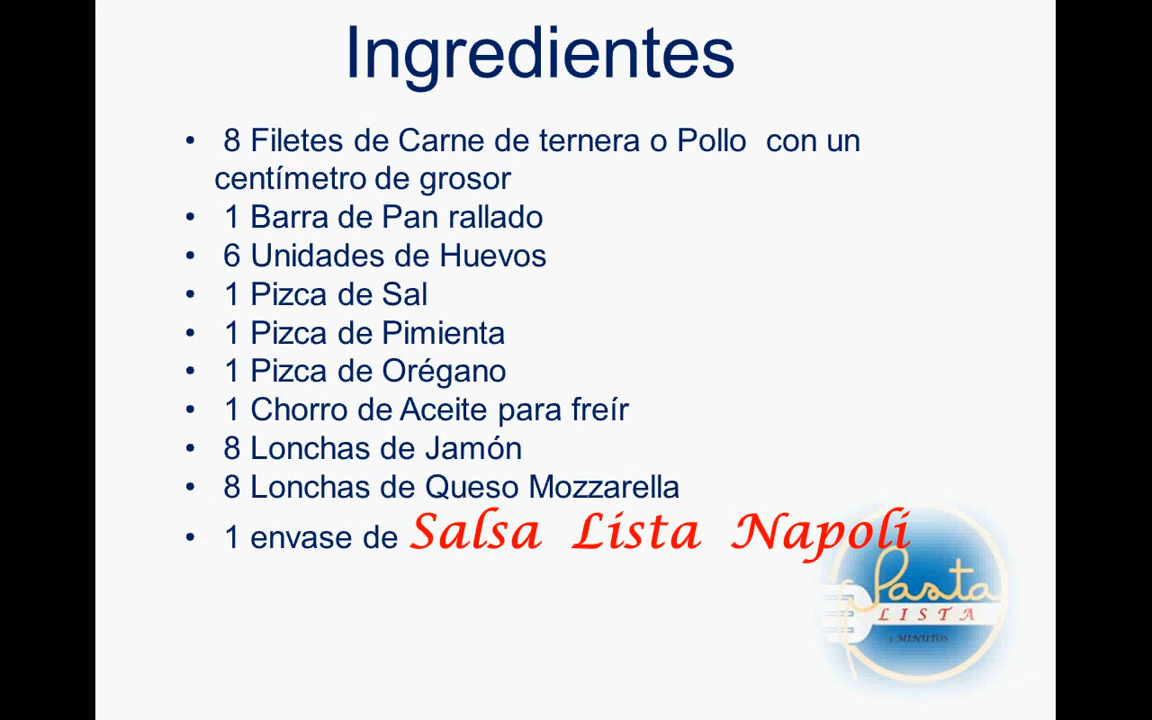 Ingredientes
• 8 Filetes de Carne de ternera o Pollo con un
centímetro de grosor
• 1 Barra de Pan rallado
• 6 Unidades de Huevos
• 1 Pizca de Sal
• 1 Pizca de Pimienta
• 1 Pizca de Orégano
• 1 Chorro de Aceite para freír
• 8 Lonchas de Jamón
• 8 Lonchas de Queso Mozzarella
• 1 envase de Salsa Lista Napoli
Pasta
LISTA
MINUTOS